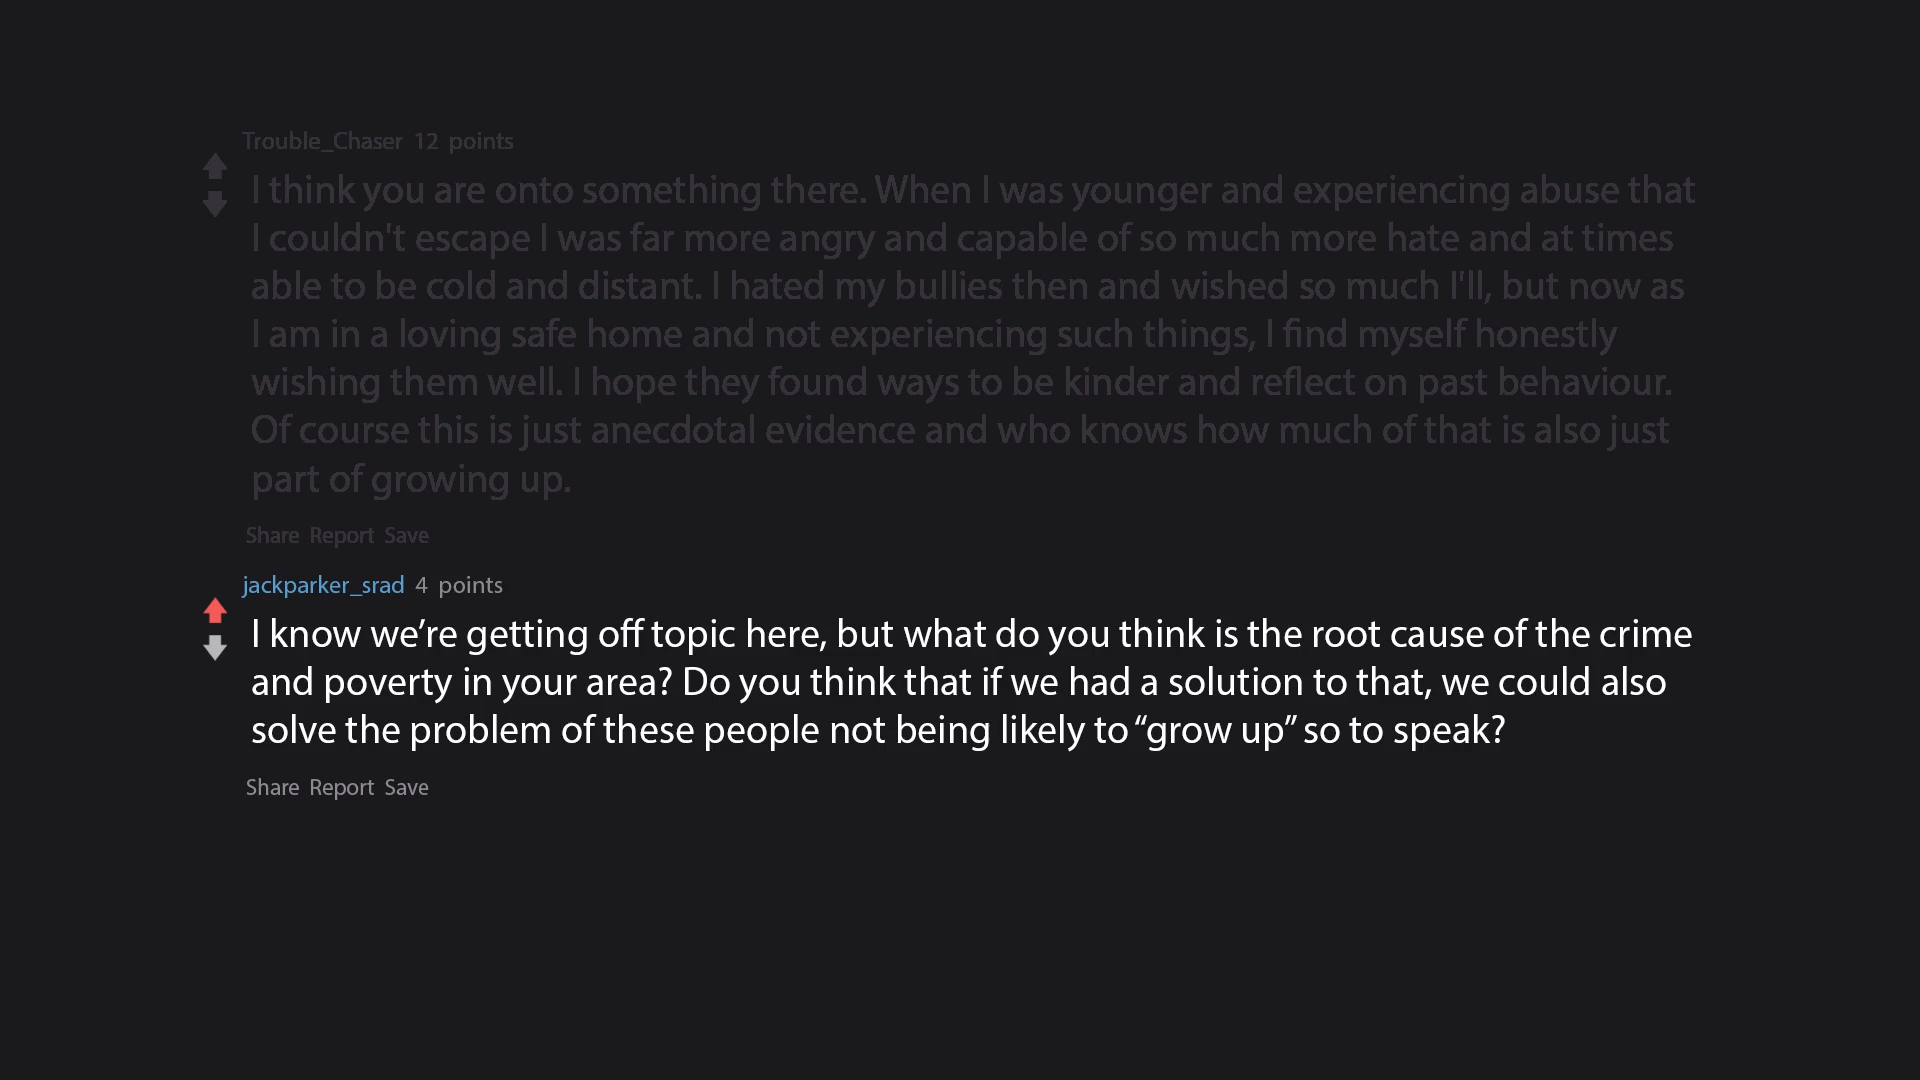 Trouble_Chaser 12 points
I think you are onto something there. When I was younger and experiencing abuse that
I couldn't escape I was far more angry and capable of so much more hate and at times
able to be cold and distant. I hated my bullies then and wished so much I'll, but now as
I am in a loving safe home and not experiencing such things, I find myself honestly
wishing them well. I hope they found ways to be kinder and reflect on past behaviour.
Of course this is just anecdotal evidence and who knows how much of that is also just
part of growing up.
Share Report Save
jackparker_srad 4 points
I know we’re getting off topic here, but what do you think is the root cause of the crime
and poverty in your area? Do you think that if we had a solution to that, we could also
solve the problem of these people not being likely to “grow up” so to speak?
Share Report Save